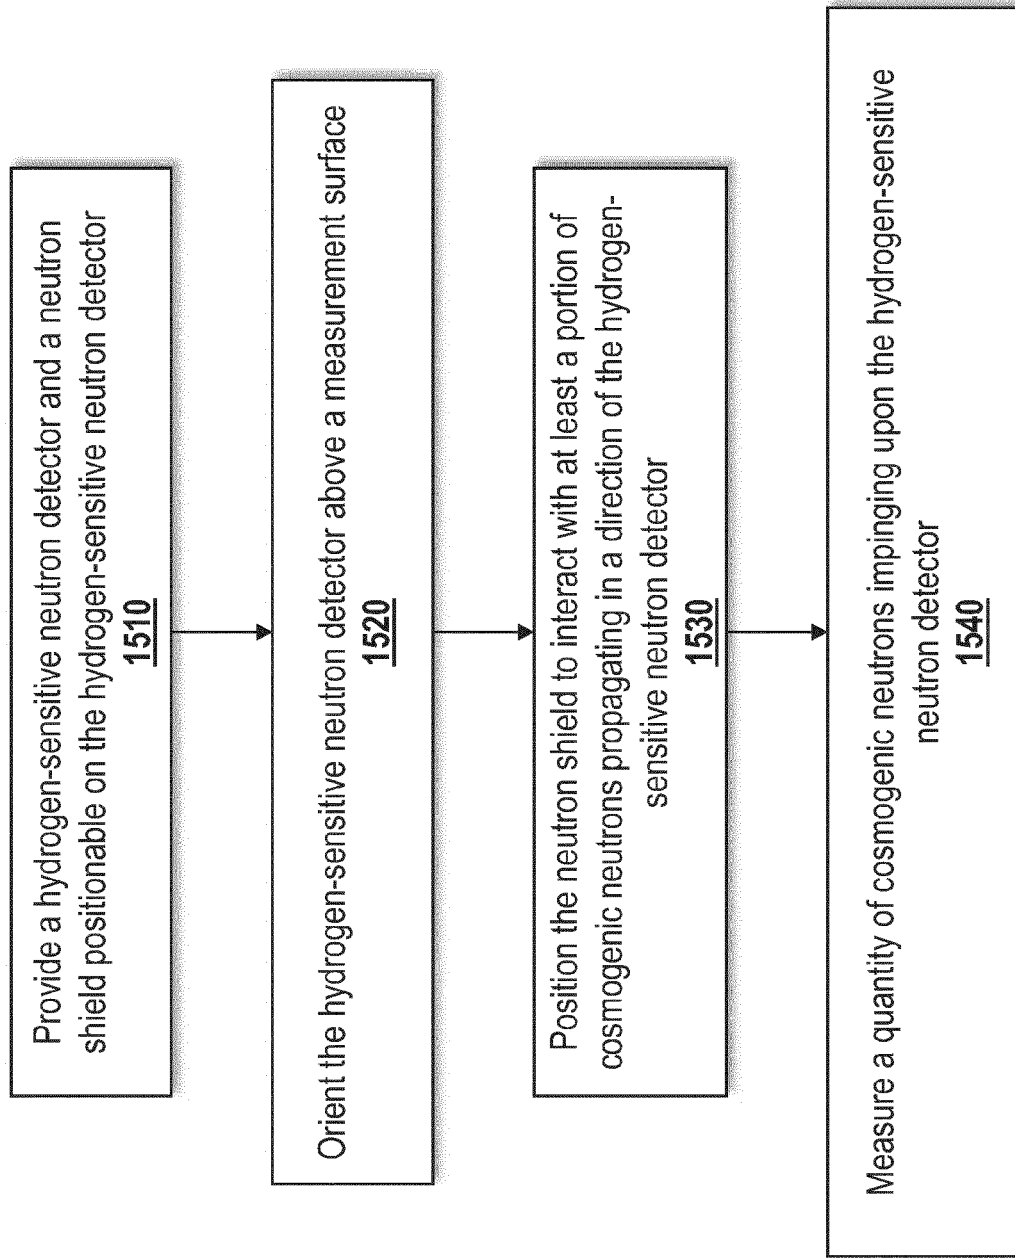 Provide a hydrogen-sensitive neutron detector and a neutron
shield positionable on the hydrogen-sensitive neutron detector
1510
Orient the hydrogen-sensitive neutron detector above a measurement surface
1520
Position the neutron shield to interact with at least a portion of
cosmogenic neutrons propagating in a direction of the hydrogen-
sensitive neutron detector
1530
Measure a quantity of cosmogenic neutrons impinging upon the hydrogen-sensitive
neutron detector
1540